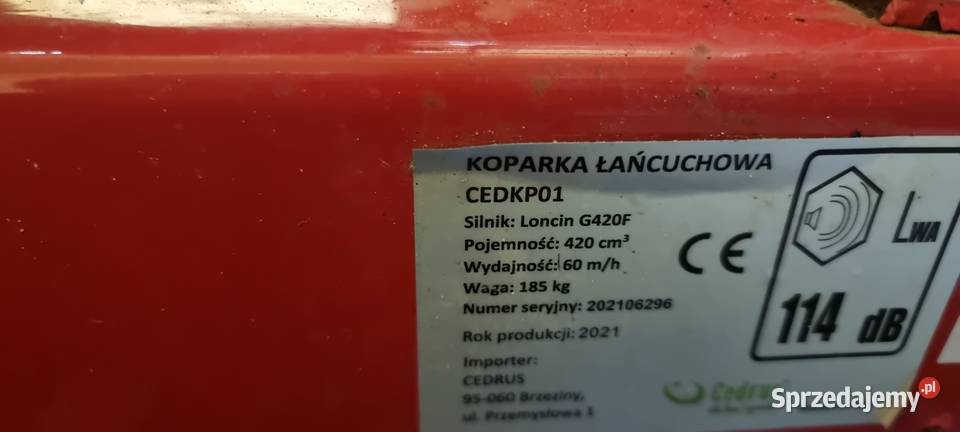 KOPARKA ŁAŃCUCHOWA
CEDKP01
Silnik: Loncin G420F
Pojemność: 420 cm³
Wydajność: 60 m/h
Waga: 185 kg
Numer seryjny: 202106296
Rok produkcji: 2021
Importer:
CEDRUS
95-060 Brzeziny,
ul. Przemysłowa 1
CE
LWA
114 dB
Cedrus
Sprzedajemy.pl